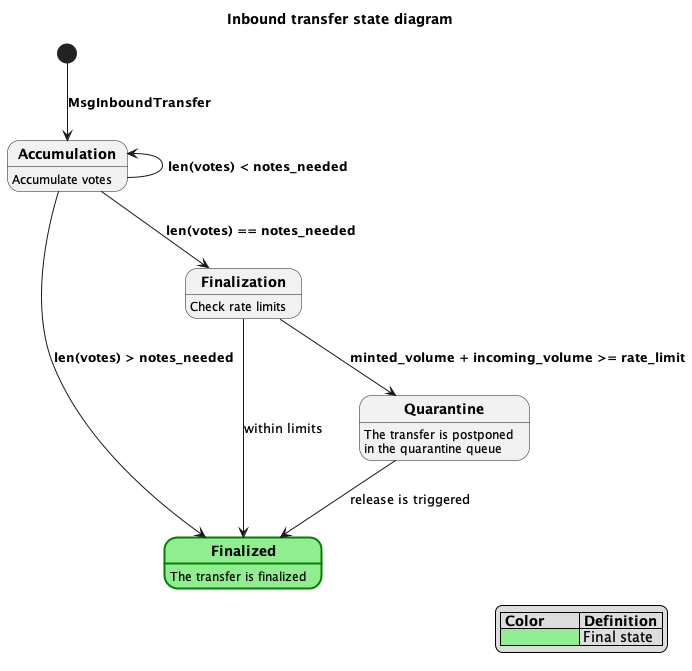 Inbound transfer state diagram
MsgInboundTransfer
Accumulation
Accumulate votes
len(votes) < notes_needed
len(votes) == notes_needed
Finalization
Check rate limits
len(votes) > notes_needed
minted_volume + incoming_volume >= rate_limit
Quarantine
The transfer is postponed
in the quarantine queue
within limits
release is triggered
Finalized
The transfer is finalized
Color Definition
Final state